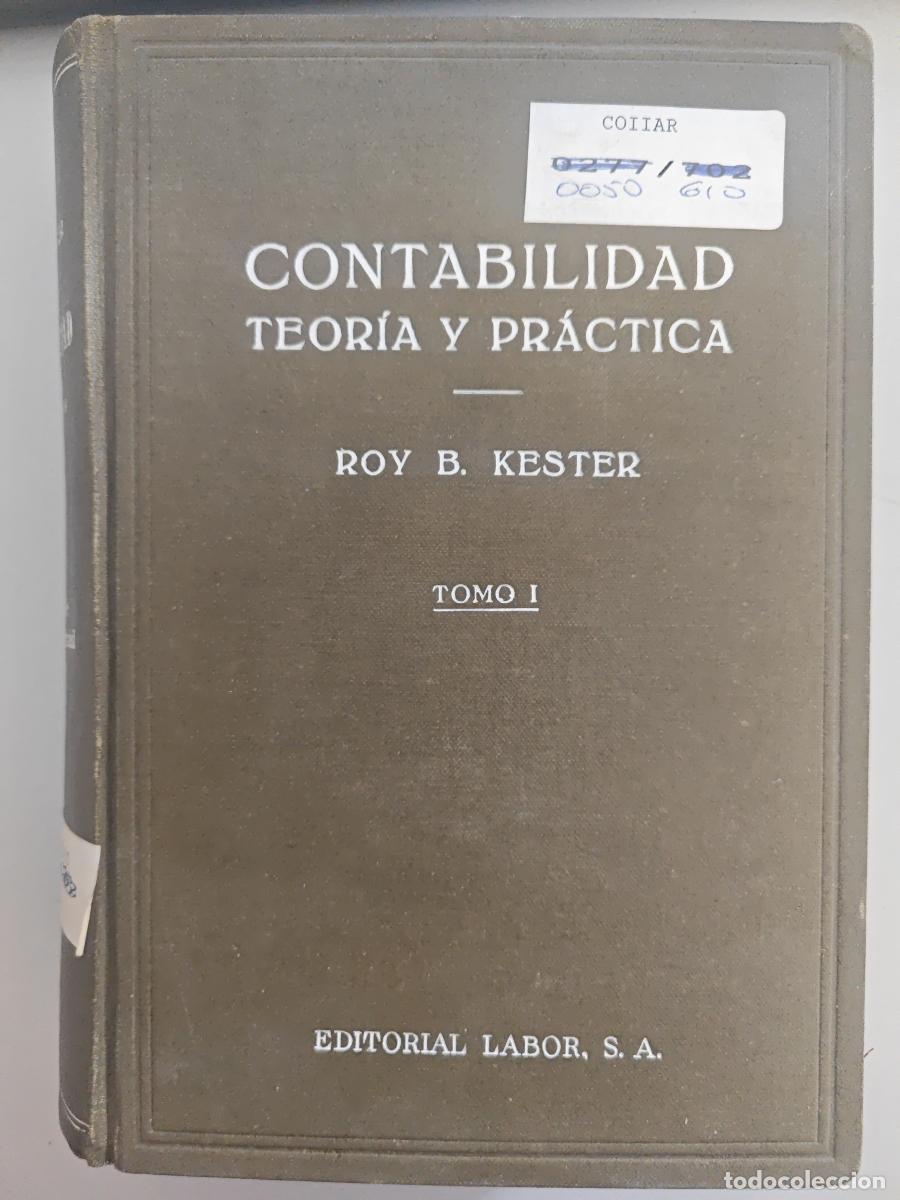 COIIAR
0277/702
0050 610
CONTABILIDAD
TEORÍA Y PRÁCTICA
ROY B. KESTER
TOMO I
EDITORIAL LABOR, S. A.
todocoleccion